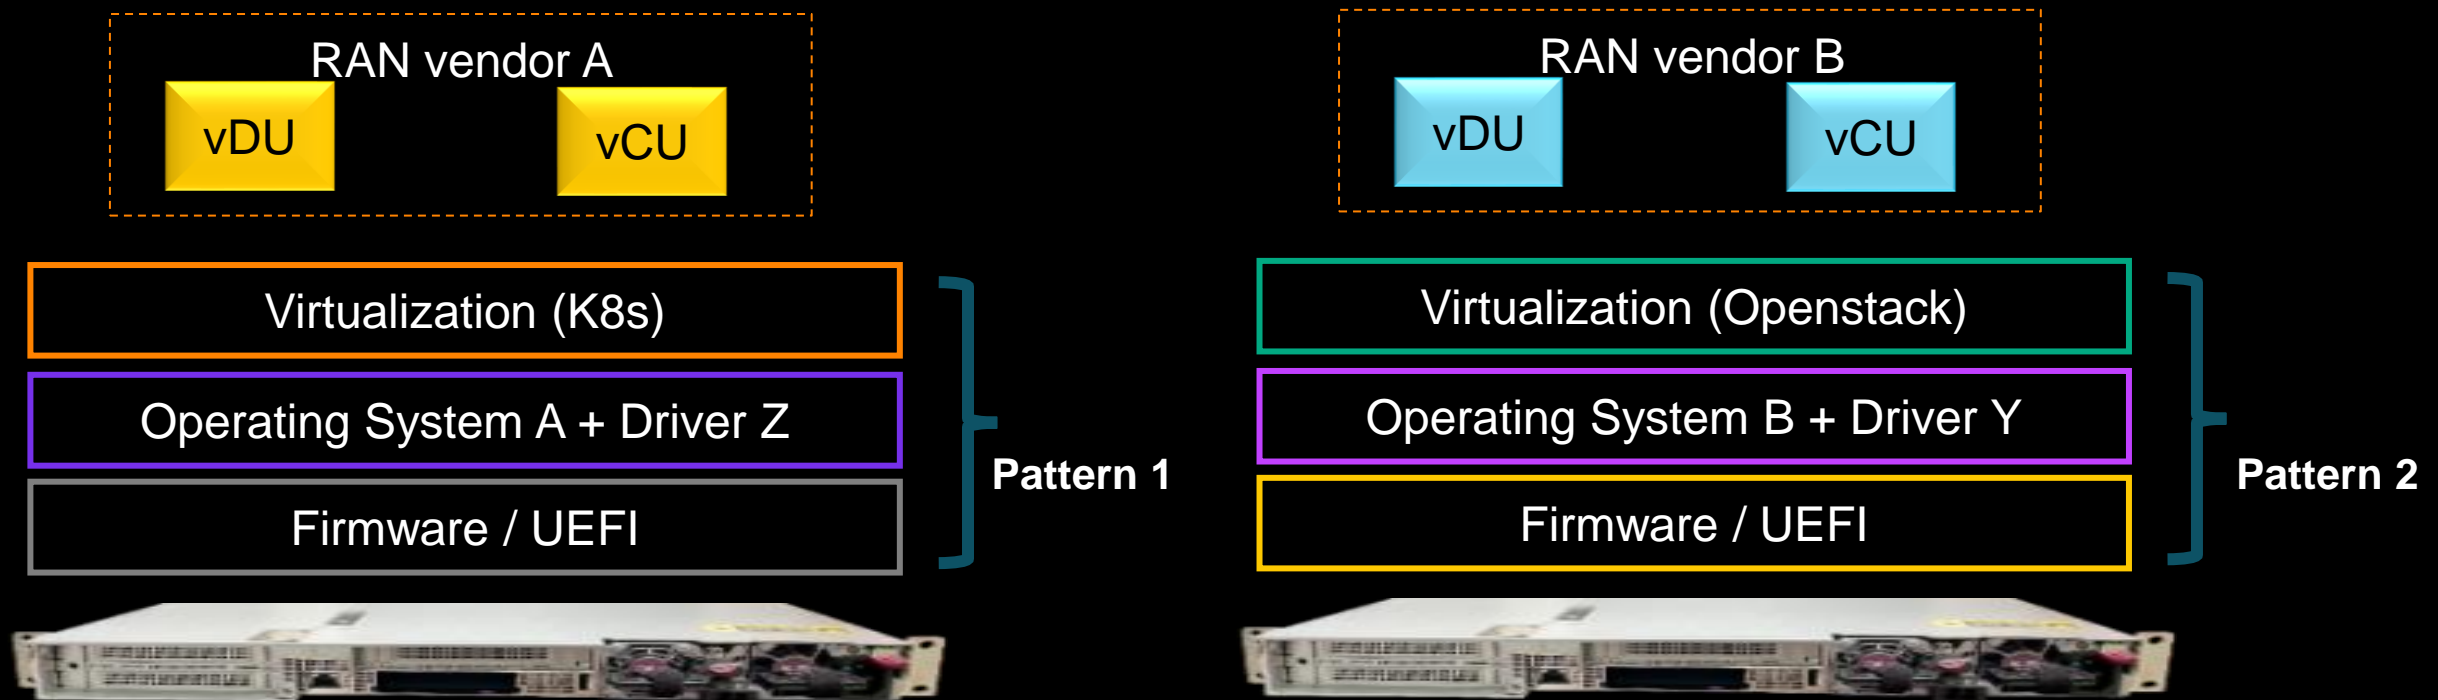 RAN vendor A
vDU
vCU
Virtualization (K8s)
Operating System A + Driver Z
Firmware / UEFI
Pattern 1
RAN vendor B
vDU
vCU
Virtualization (Openstack)
Operating System B + Driver Y
Firmware / UEFI
Pattern 2